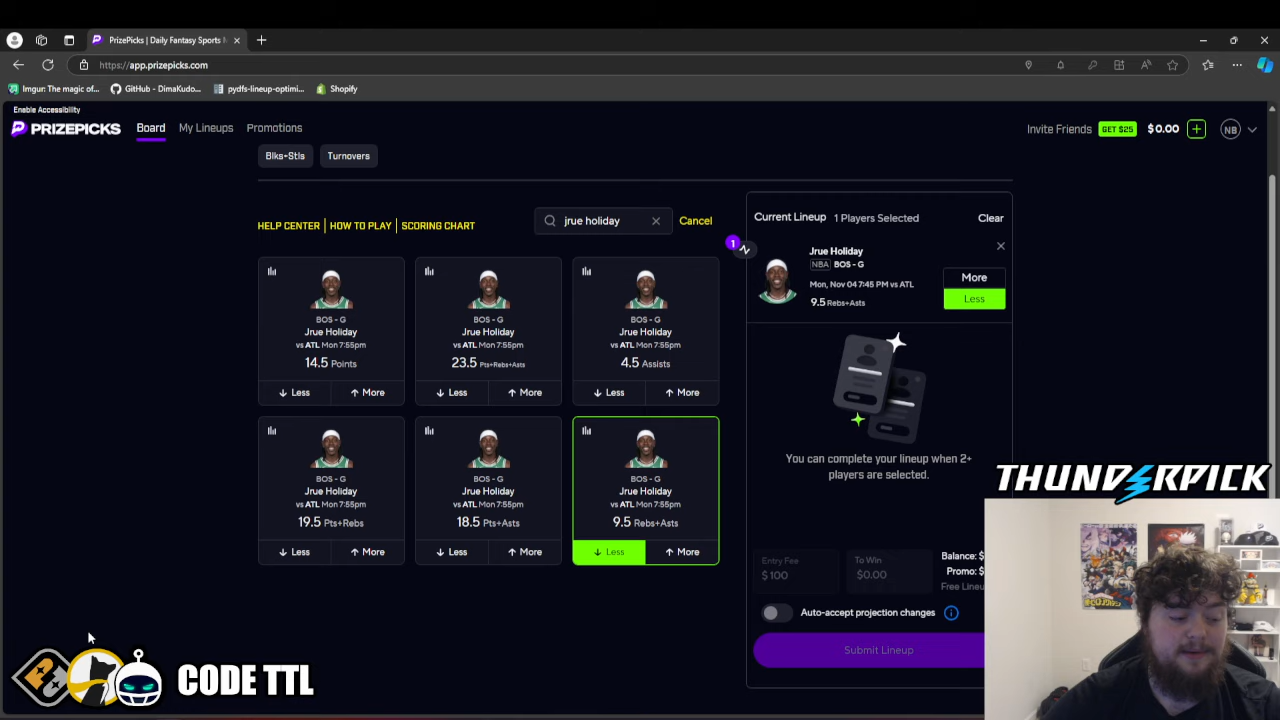 PrizePicks | Daily Fantasy Sports M
https://app.prizepicks.com
Imgur: The magic of... GitHub - DimaKudo... pydfs-lineup-optimi... Shopify
Enable Accessibility
PRIZEPICKS Board My Lineups Promotions Invite Friends GET $25 $0.00 NB
Blks+Stls Turnovers
HELP CENTER HOW TO PLAY SCORING CHART
jrue holiday Cancel
BOS - G
Jrue Holiday
vs ATL Mon 7:55pm
14.5 Points
Less More
BOS - G
Jrue Holiday
vs ATL Mon 7:55pm
23.5 Pts+Rebs+Asts
Less More
BOS - G
Jrue Holiday
vs ATL Mon 7:55pm
4.5 Assists
Less More
BOS - G
Jrue Holiday
vs ATL Mon 7:55pm
19.5 Pts+Rebs
Less More
BOS - G
Jrue Holiday
vs ATL Mon 7:55pm
18.5 Pts+Asts
Less More
BOS - G
Jrue Holiday
vs ATL Mon 7:55pm
9.5 Rebs+Asts
Less More
Current Lineup 1 Players Selected Clear
1
Jrue Holiday
NBA BOS - G
Mon, Nov 04 7:45 PM vs ATL
9.5 Rebs+Asts
More
Less
You can complete your lineup when 2+
players are selected.
Entry Fee
$ 100
To Win
$0.00
Balance: $
Promo: $
Free Lineu
Auto-accept projection changes
Submit Lineup
THUNDERPICK
CODE TTL